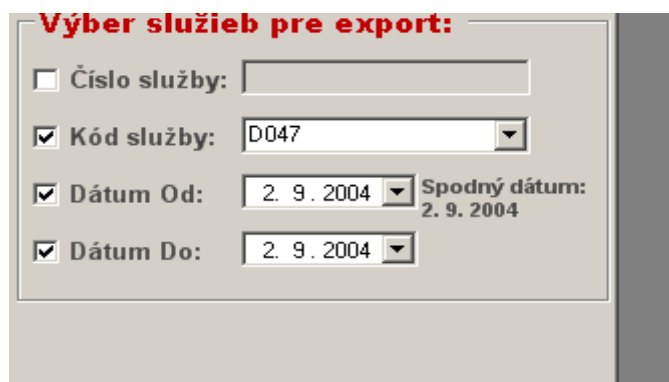 Výber služieb pre export:
Číslo služby:
Kód služby: D047
Dátum Od: 2. 9. 2004 Spodný dátum:
2. 9. 2004
Dátum Do: 2. 9. 2004